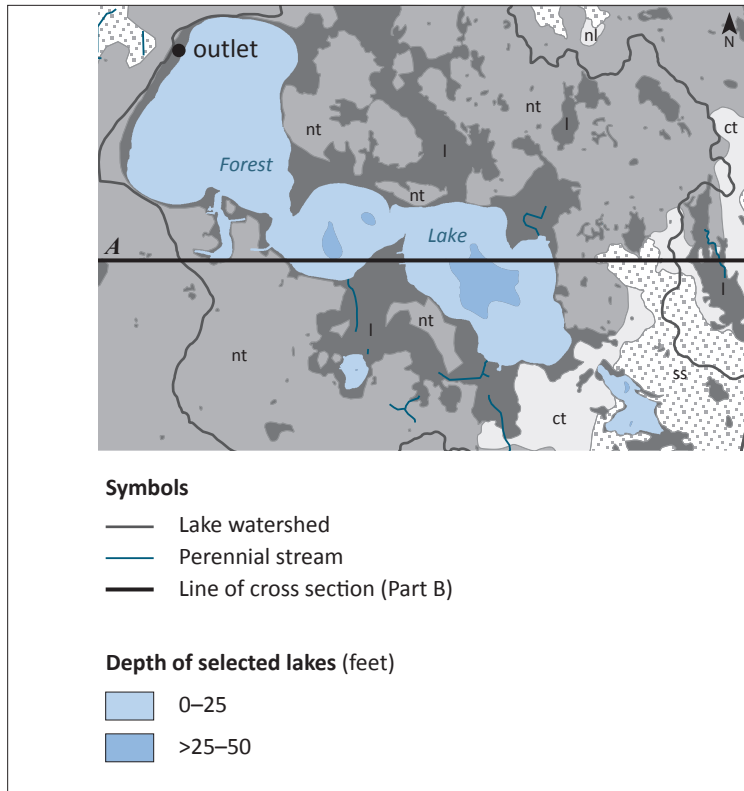 nl
N
outlet
ct
nt
nt
l
l
Forest
nt
A
Lake
l
nt
l
nt
ss
ct
Symbols
Lake watershed
Perennial stream
Line of cross section (Part B)
Depth of selected lakes (feet)
0–25
>25–50